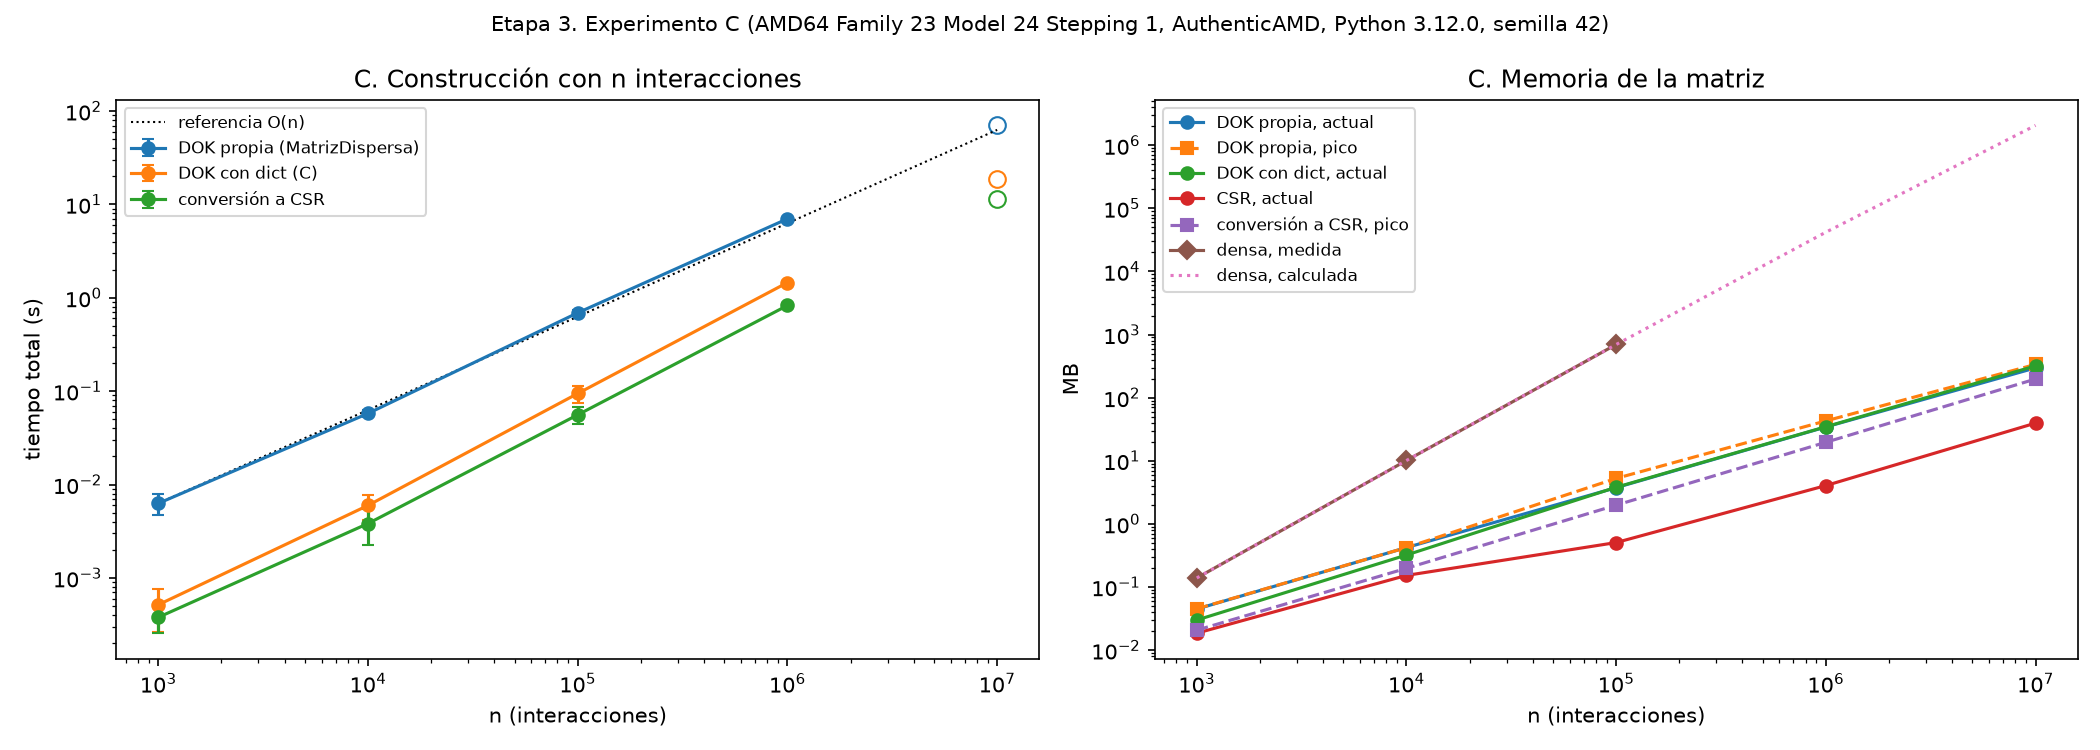 Etapa 3. Experimento C (AMD64 Family 23 Model 24 Stepping 1, AuthenticAMD, Python 3.12.0, semilla 42)
C. Construcción con n interacciones
referencia O(n)
DOK propia (MatrizDispersa)
DOK con dict (C)
conversión a CSR
tiempo total (s)
10²
10¹
10⁰
10⁻¹
10⁻²
10⁻³
10³ 10⁴ 10⁵ 10⁶ 10⁷
n (interacciones)
C. Memoria de la matriz
DOK propia, actual
DOK propia, pico
DOK con dict, actual
CSR, actual
conversión a CSR, pico
densa, medida
densa, calculada
MB
10⁶
10⁵
10⁴
10³
10²
10¹
10⁰
10⁻¹
10⁻²
10³ 10⁴ 10⁵ 10⁶ 10⁷
n (interacciones)